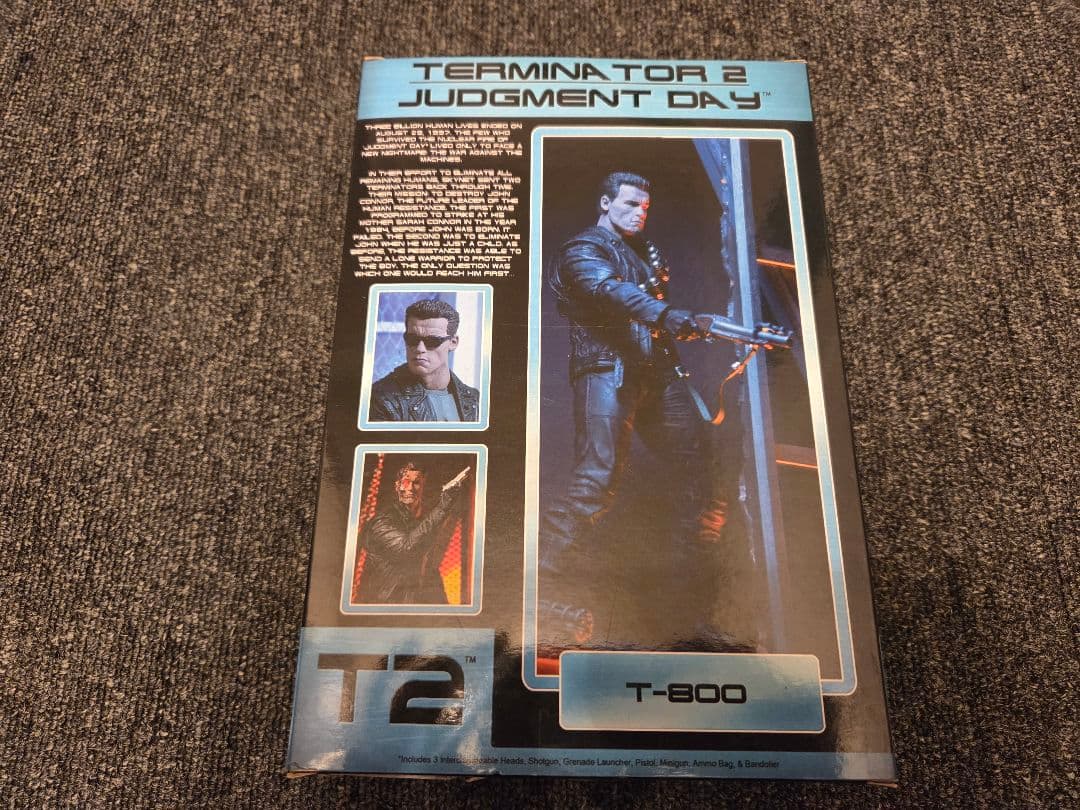 TERMINATOR 2
JUDGMENT DAY™
THREE BILLION HUMAN LIVES ENDED ON
AUGUST 29, 1997. THE FEW WHO
SURVIVED THE NUCLEAR FIRE OF
"JUDGMENT DAY" LIVED ONLY TO FACE A
NEW NIGHTMARE: THE WAR AGAINST THE
MACHINES.
IN THEIR EFFORT TO ELIMINATE ALL
REMAINING HUMANS, SKYNET SENT TWO
TERMINATORS BACK THROUGH TIME.
THEIR MISSION: TO DESTROY JOHN
CONNOR, THE FUTURE LEADER OF THE
HUMAN RESISTANCE. THE FIRST WAS
PROGRAMMED TO STRIKE AT HIS
MOTHER SARAH CONNOR IN THE YEAR
1984, BEFORE JOHN WAS BORN. IT
FAILED. THE SECOND WAS TO ELIMINATE
JOHN WHEN HE WAS JUST A CHILD. AS
BEFORE, THE RESISTANCE WAS ABLE TO
SEND A LONE WARRIOR TO PROTECT
THE BOY. THE ONLY QUESTION WAS
WHICH ONE WOULD REACH HIM FIRST...
T2™
T-800
*Includes 3 Interchangeable Heads, Shotgun, Grenade Launcher, Pistol, Minigun, Ammo Bag, & Bandolier